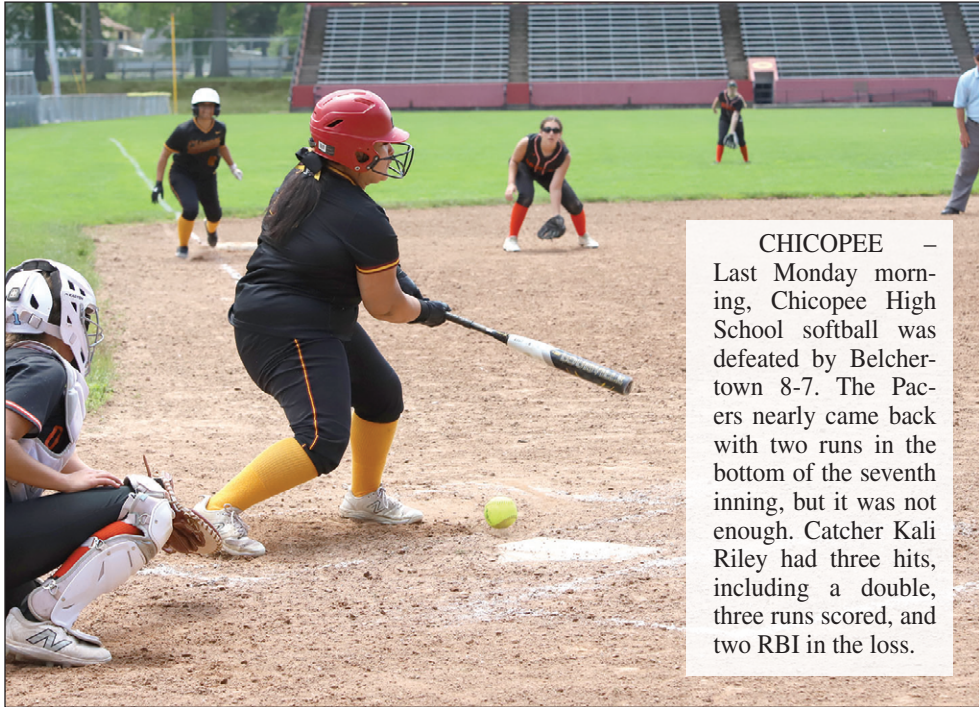 CHICOPEE –
Last Monday morn-
ing, Chicopee High
School softball was
defeated by Belcher-
town 8-7. The Pac-
ers nearly came back
with two runs in the
bottom of the seventh
inning, but it was not
enough. Catcher Kali
Riley had three hits,
including a double,
three runs scored, and
two RBI in the loss.